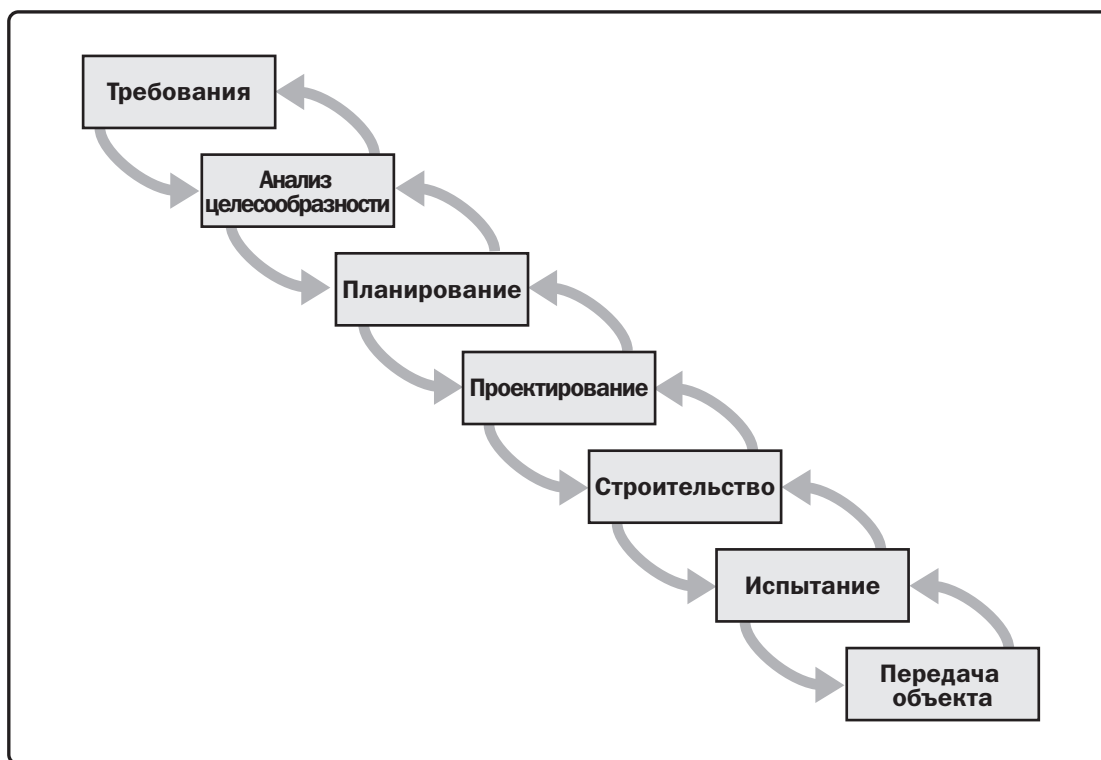 Требования
Анализ
целесообразности
Планирование
Проектирование
Строительство
Испытание
Передача
объекта